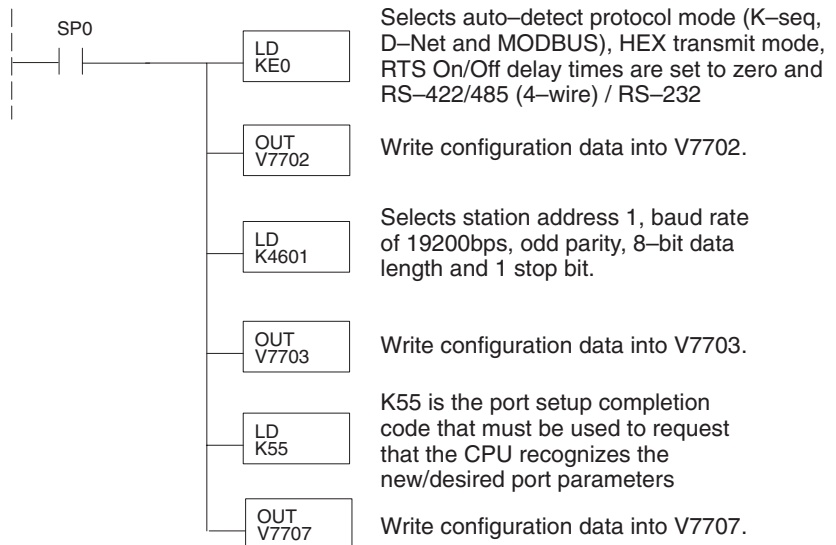 SP0
LD
KE0
Selects auto–detect protocol mode (K–seq,
D–Net and MODBUS), HEX transmit mode,
RTS On/Off delay times are set to zero and
RS–422/485 (4–wire) / RS–232
OUT
V7702
Write configuration data into V7702.
LD
K4601
Selects station address 1, baud rate
of 19200bps, odd parity, 8–bit data
length and 1 stop bit.
OUT
V7703
Write configuration data into V7703.
LD
K55
K55 is the port setup completion
code that must be used to request
that the CPU recognizes the
new/desired port parameters
OUT
V7707
Write configuration data into V7707.